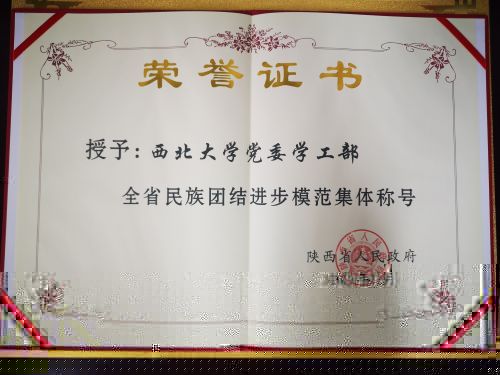 荣誉证书
授予：西北大学党委学工部
全省民族团结进步模范集体称号
陕西省人民政府